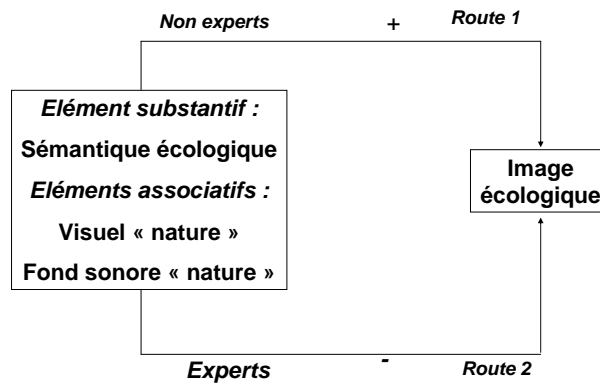 Non experts + Route 1
Elément substantif :
Sémantique écologique
Eléments associatifs :
Visuel « nature »
Fond sonore « nature »
Image
écologique
Experts - Route 2